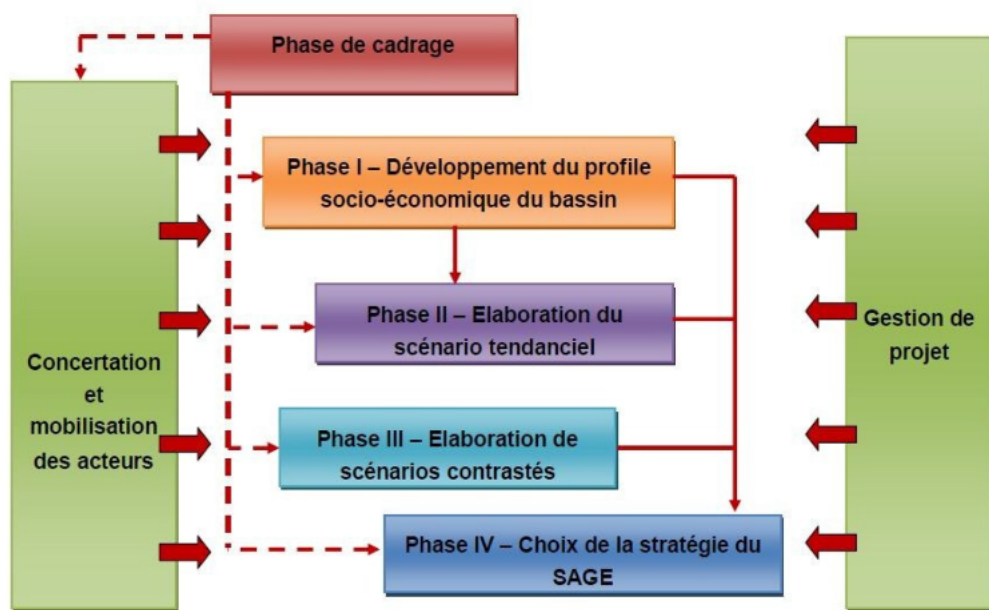 Phase de cadrage
Phase I – Développement du profile
socio-économique du bassin
Phase II – Elaboration du
scénario tendanciel
Phase III – Elaboration de
scénarios contrastés
Phase IV – Choix de la stratégie du
SAGE
Concertation
et
mobilisation
des acteurs
Gestion de
projet